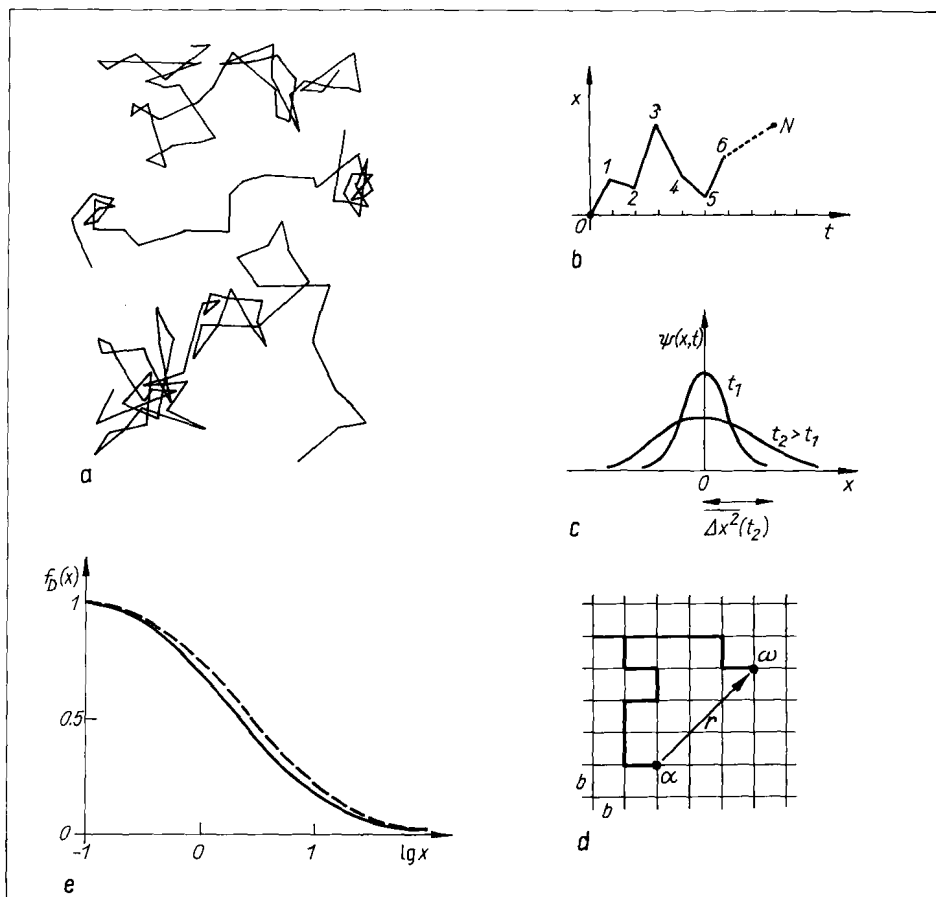 a
x
3
N
6
1
2
4
5
0
t
b
ψ(x,t)
t₁
t₂ > t₁
0
x
Δx²(t₂)
c
f_D(x)
1
0.5
0
-1
0
1
lg x
e
ω
r
α
b
b
d